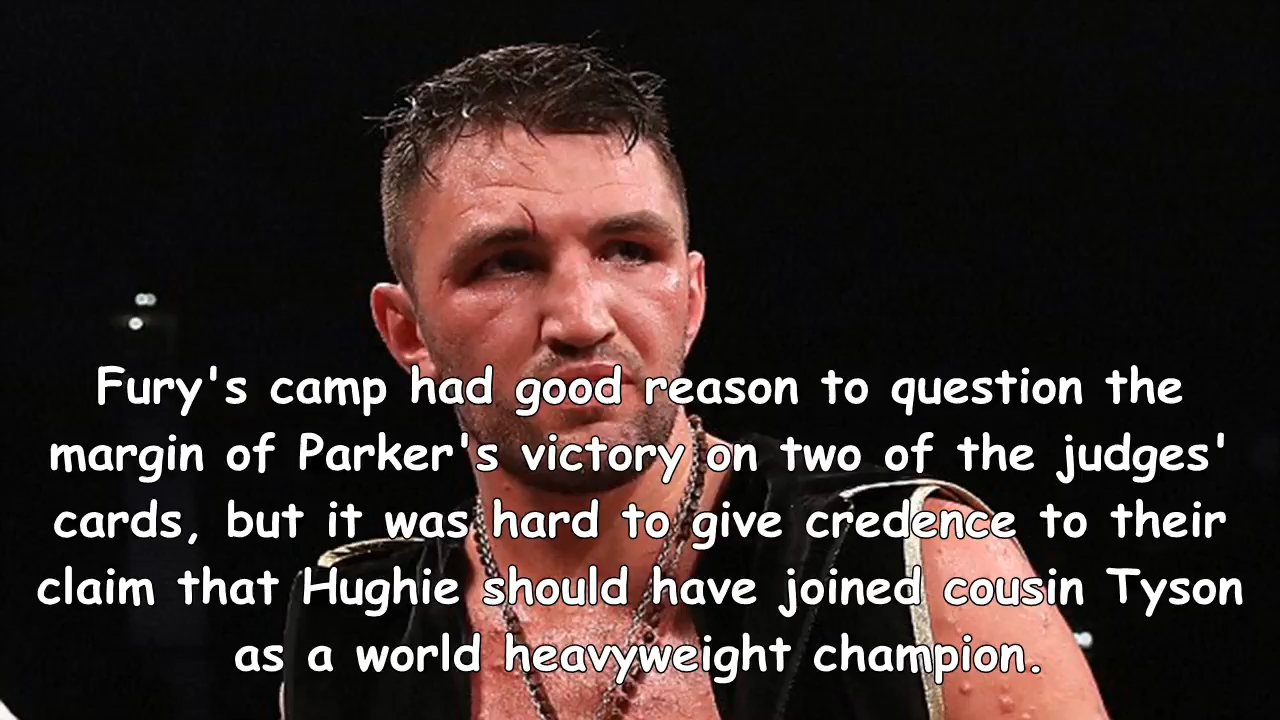 Fury's camp had good reason to question the
margin of Parker's victory on two of the judges'
cards, but it was hard to give credence to their
claim that Hughie should have joined cousin Tyson
as a world heavyweight champion.